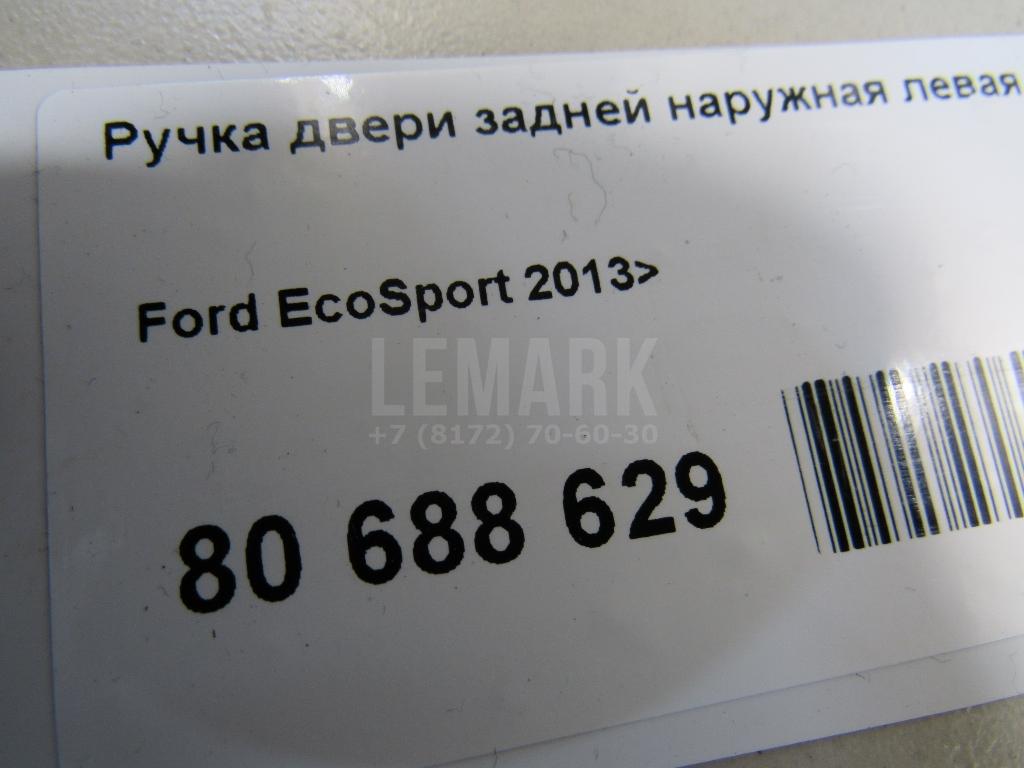 Ручка двери задней наружная левая
Ford EcoSport 2013>
LEMARK
+7 (8172) 70-60-30
80 688 629